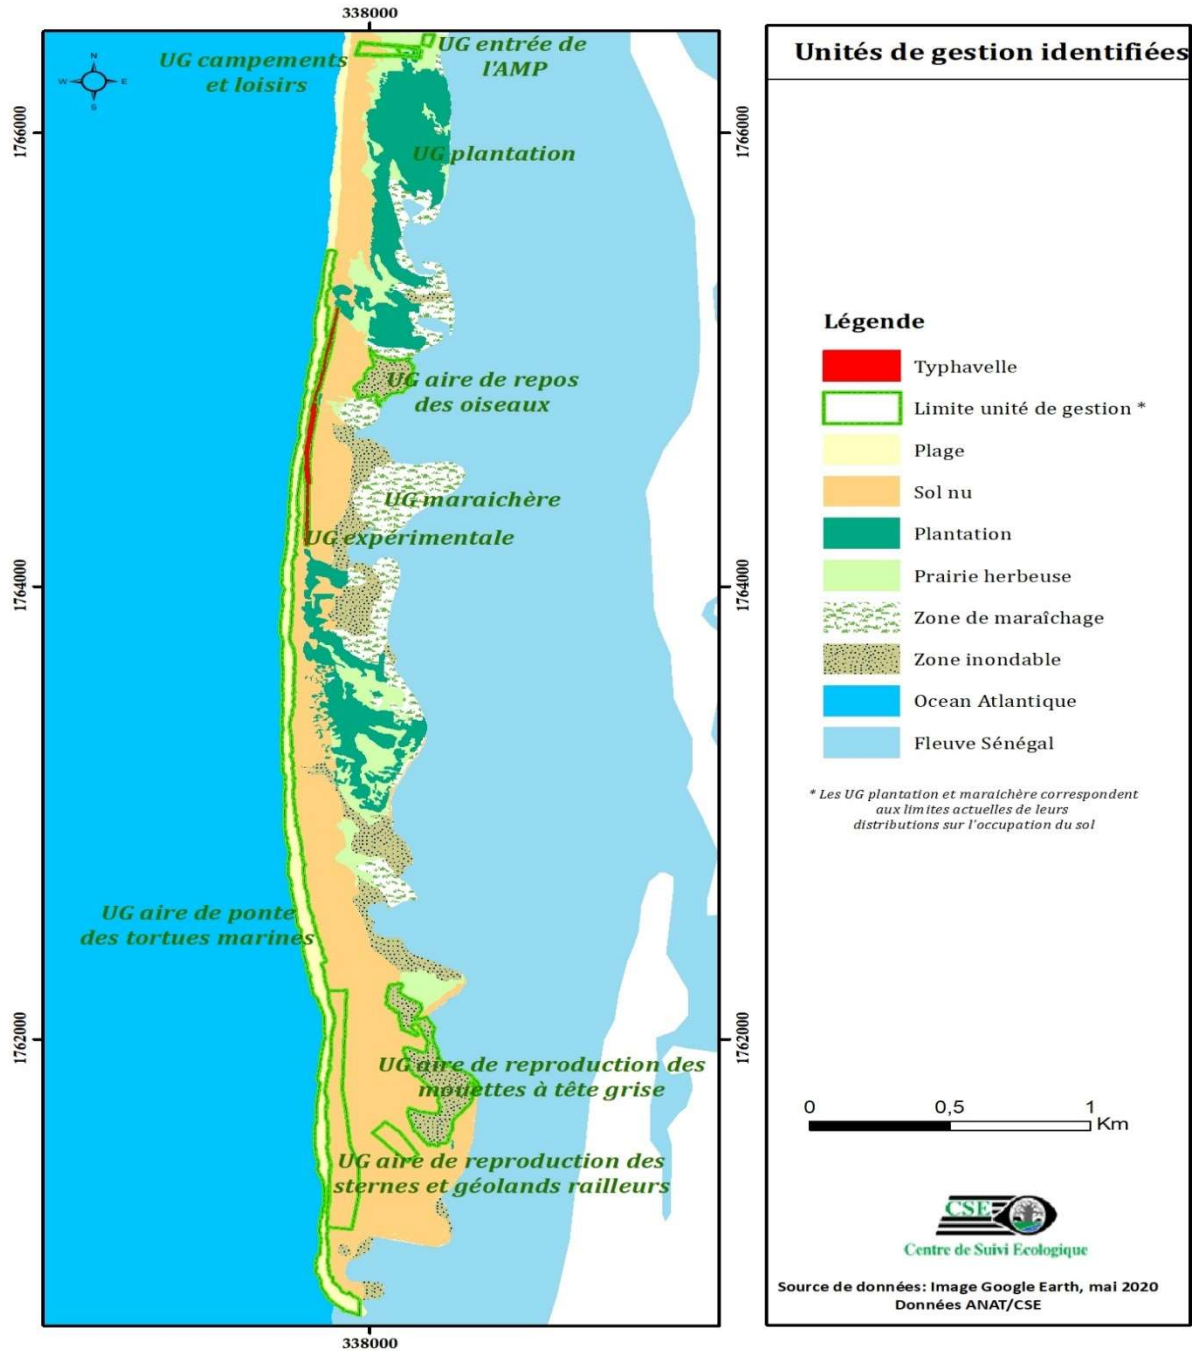 338000
UG campements
et loisirs
UG entrée de
l'AMP
N
W
E
S
1766000
1766000
UG plantation
UG aire de repos
des oiseaux
UG maraichère
UG expérimentale
1764000
1764000
UG aire de ponte
des tortues marines
1762000
1762000
UG aire de reproduction des
mouettes à tête grise
UG aire de reproduction des
sternes et géolands railleurs
338000
Unités de gestion identifiées
Légende
Typhavelle
Limite unité de gestion *
Plage
Sol nu
Plantation
Prairie herbeuse
Zone de maraîchage
Zone inondable
Ocean Atlantique
Fleuve Sénégal
* Les UG plantation et maraichère correspondent
aux limites actuelles de leurs
distributions sur l'occupation du sol
0 0,5 1
Km
CSE
Centre de Suivi Ecologique
Source de données: Image Google Earth, mai 2020
Données ANAT/CSE